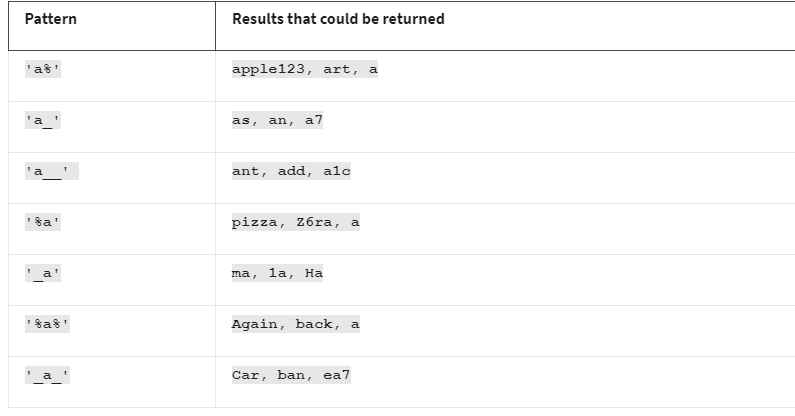 Pattern Results that could be returned
'a%' apple123, art, a
'a_' as, an, a7
'a__' ant, add, a1c
'%a' pizza, Z6ra, a
'_a' ma, 1a, Ha
'%a%' Again, back, a
'_a_' Car, ban, ea7